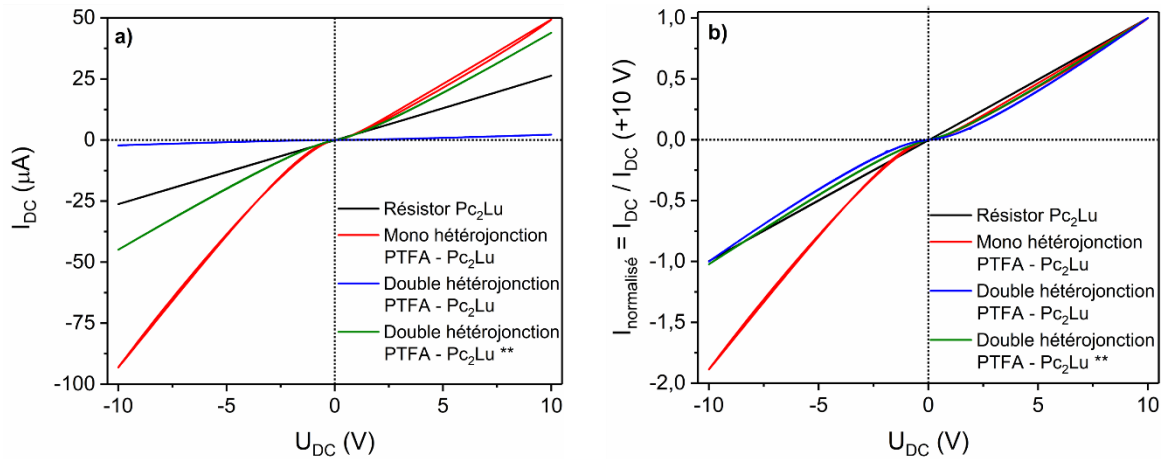 a)
50
25
0
-25
-50
-75
-100
I_DC (μA)
-10
-5
0
5
10
U_DC (V)
Résistor Pc₂Lu
Mono hétérojonction
PTFA - Pc₂Lu
Double hétérojonction
PTFA - Pc₂Lu
Double hétérojonction
PTFA - Pc₂Lu **
b)
1,0
0,5
0,0
-0,5
-1,0
-1,5
-2,0
I_normalisé = I_DC / I_DC (+10 V)
-10
-5
0
5
10
U_DC (V)
Résistor Pc₂Lu
Mono hétérojonction
PTFA - Pc₂Lu
Double hétérojonction
PTFA - Pc₂Lu
Double hétérojonction
PTFA - Pc₂Lu **